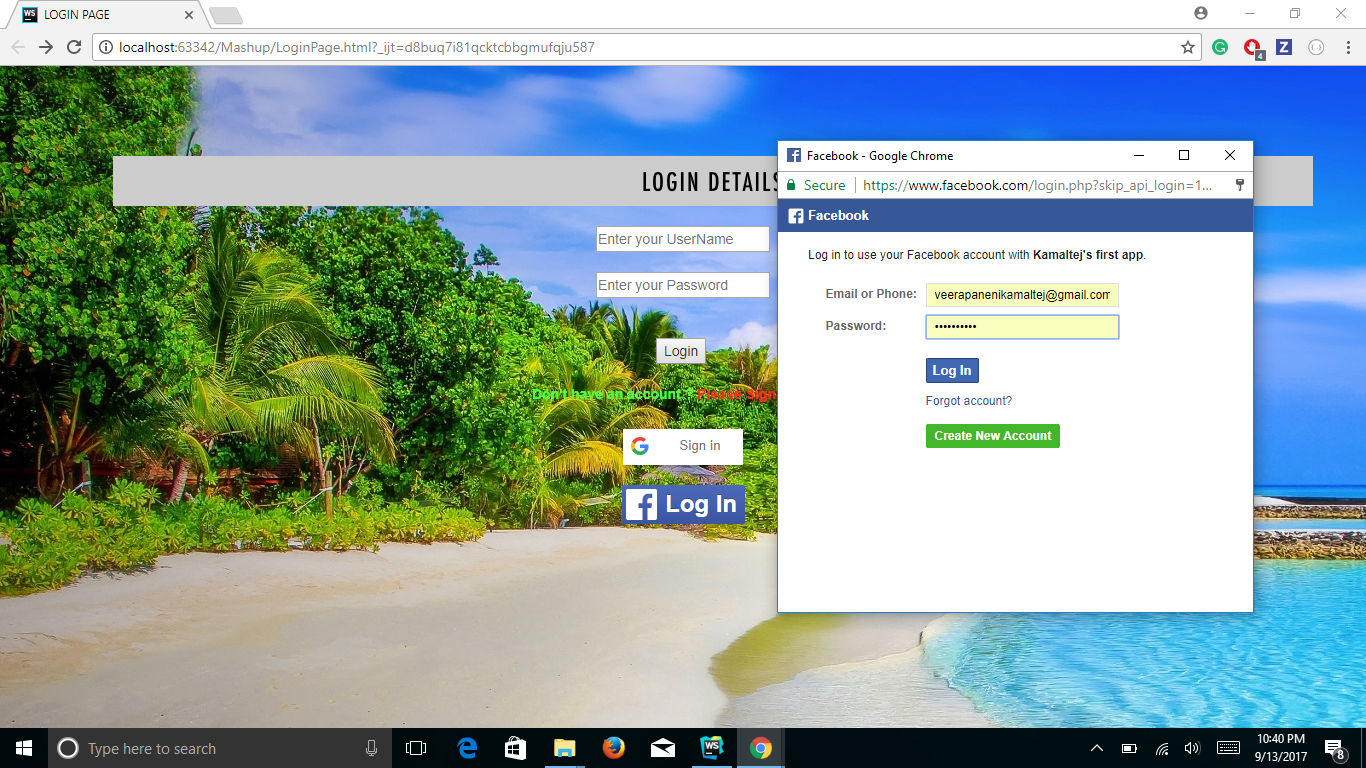 WS LOGIN PAGE
localhost:63342/Mashup/LoginPage.html?_ijt=d8buq7i81qcktcbbgmufqju587
4
Z
LOGIN DETAILS
Enter your UserName
Enter your Password
Login
Don't have an account ? Please Sign
G Sign in
f Log In
Facebook - Google Chrome
Secure https://www.facebook.com/login.php?skip_api_login=1...
Facebook
Log in to use your Facebook account with Kamaltej's first app.
Email or Phone: veerapanenikamaltej@gmail.com
Password: ••••••••••
Log In
Forgot account?
Create New Account
Type here to search
WS
10:40 PM
9/13/2017
8